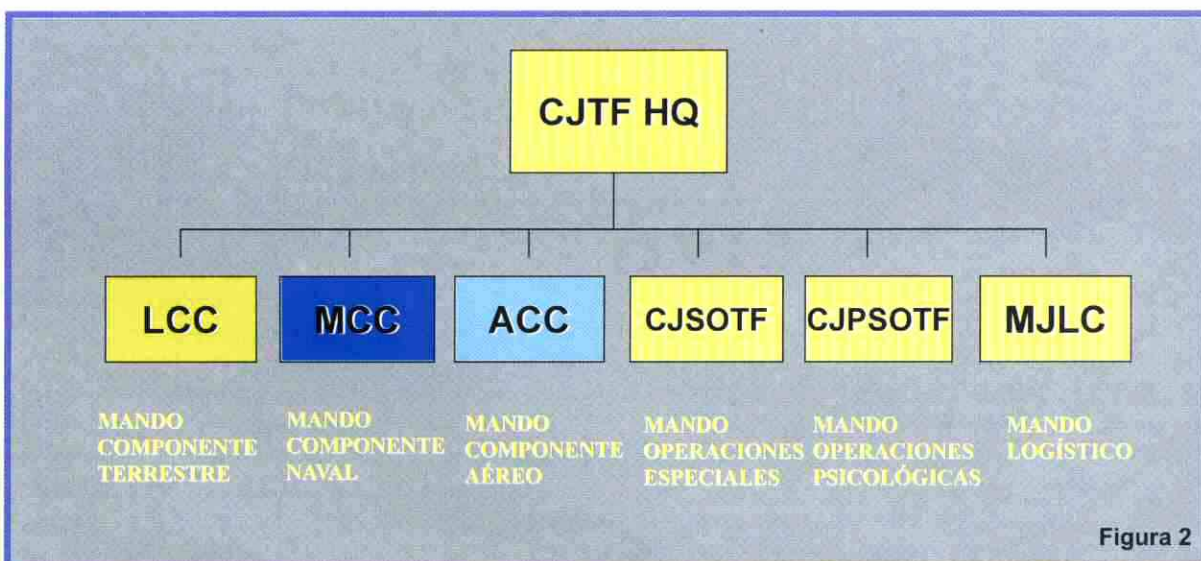 CJTF HQ
LCC
MCC
ACC
CJSOTF
CJPSOTF
MJLC
MANDO
COMPONENTE
TERRESTRE
MANDO
COMPONENTE
NAVAL
MANDO
COMPONENTE
AÉREO
MANDO
OPERACIONES
ESPECIALES
MANDO
OPERACIONES
PSICOLÓGICAS
MANDO
LOGÍSTICO
Figura 2